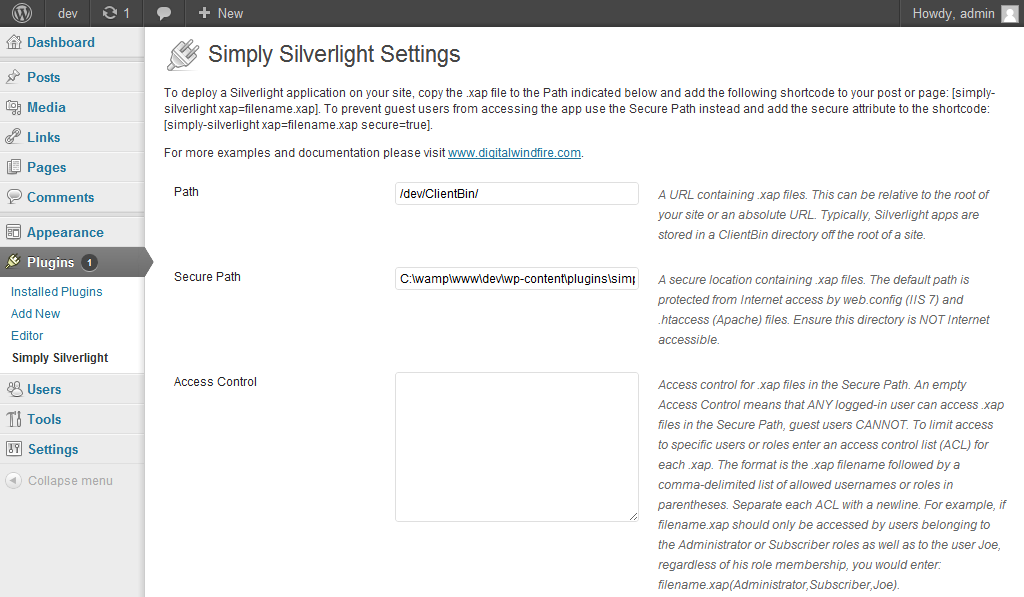 dev 1 New Howdy, admin
Dashboard
Posts
Media
Links
Pages
Comments
Appearance
Plugins 1
Installed Plugins
Add New
Editor
Simply Silverlight
Users
Tools
Settings
Collapse menu
Simply Silverlight Settings
To deploy a Silverlight application on your site, copy the .xap file to the Path indicated below and add the following shortcode to your post or page: [simply-
silverlight xap=filename.xap]. To prevent guest users from accessing the app use the Secure Path instead and add the secure attribute to the shortcode:
[simply-silverlight xap=filename.xap secure=true].
For more examples and documentation please visit www.digitalwindfire.com.
Path
/dev/ClientBin/
A URL containing .xap files. This can be relative to the root of
your site or an absolute URL. Typically, Silverlight apps are
stored in a ClientBin directory off the root of a site.
Secure Path
C:\wamp\www\dev\wp-content\plugins\simp
A secure location containing .xap files. The default path is
protected from Internet access by web.config (IIS 7) and
.htaccess (Apache) files. Ensure this directory is NOT Internet
accessible.
Access Control
Access control for .xap files in the Secure Path. An empty
Access Control means that ANY logged-in user can access .xap
files in the Secure Path, guest users CANNOT. To limit access
to specific users or roles enter an access control list (ACL) for
each .xap. The format is the .xap filename followed by a
comma-delimited list of allowed usernames or roles in
parentheses. Separate each ACL with a newline. For example, if
filename.xap should only be accessed by users belonging to
the Administrator or Subscriber roles as well as to the user Joe,
regardless of his role membership, you would enter:
filename.xap(Administrator,Subscriber,Joe).